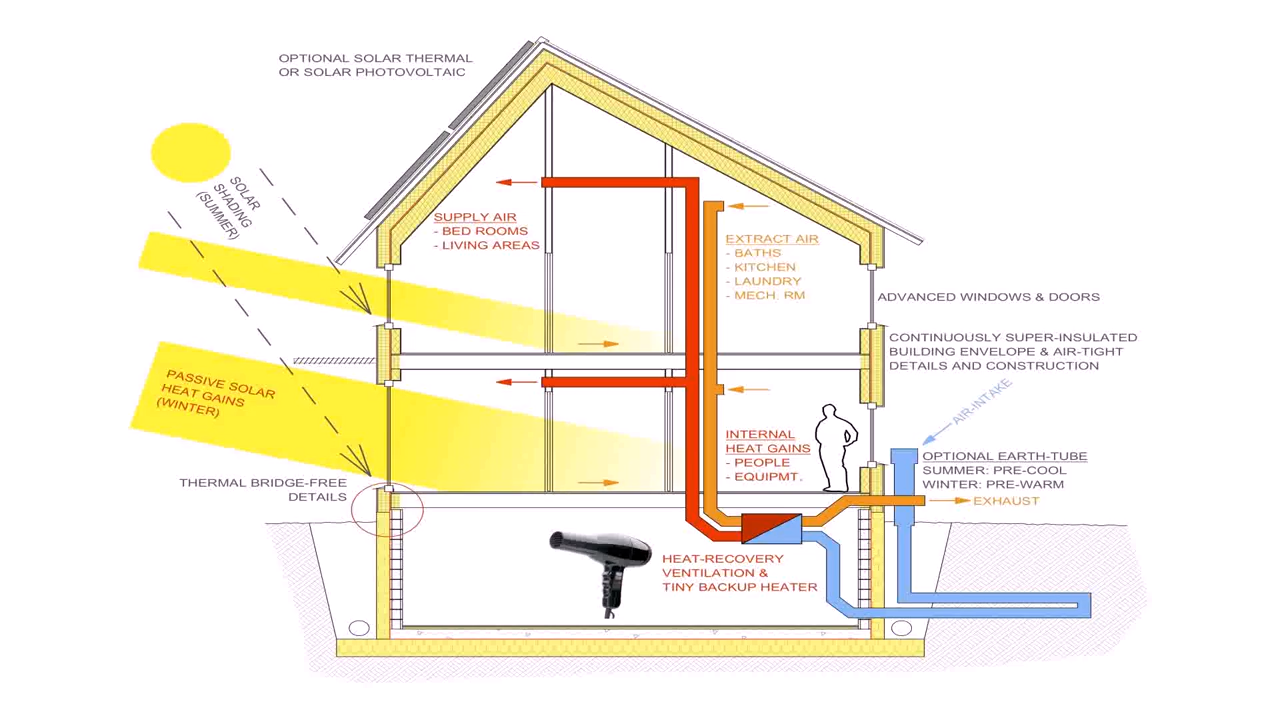 OPTIONAL SOLAR THERMAL
OR SOLAR PHOTOVOLTAIC
SOLAR
SHADING
(SUMMER)
SUPPLY AIR
- BED ROOMS
- LIVING AREAS
EXTRACT AIR
- BATHS
- KITCHEN
- LAUNDRY
- MECH. RM
ADVANCED WINDOWS & DOORS
CONTINUOUSLY SUPER-INSULATED
BUILDING ENVELOPE & AIR-TIGHT
DETAILS AND CONSTRUCTION
PASSIVE SOLAR
HEAT GAINS
(WINTER)
AIR-INTAKE
INTERNAL
HEAT GAINS
- PEOPLE
- EQUIPMT.
OPTIONAL EARTH-TUBE
SUMMER: PRE-COOL
WINTER: PRE-WARM
THERMAL BRIDGE-FREE
DETAILS
EXHAUST
HEAT-RECOVERY
VENTILATION &
TINY BACKUP HEATER